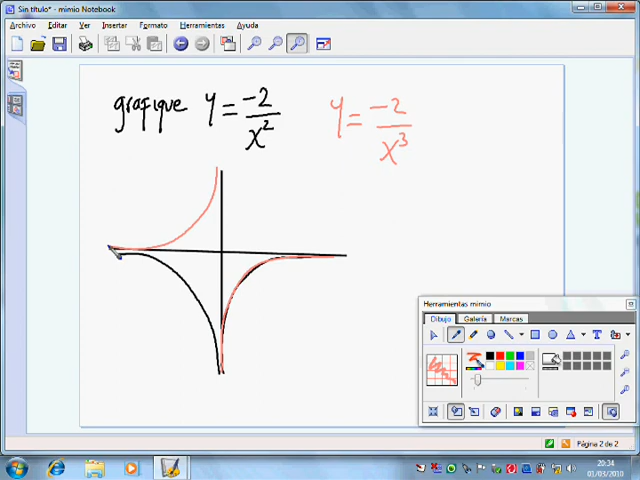 Sin título* - mimio Notebook
Archivo Editar Ver Insertar Formato Herramientas Ayuda
grafique y = -2/x² y = -2/x³
Herramientas mimio
Dibujo Galería Marcas
T
Página 2 de 2
20:34
01/03/2010